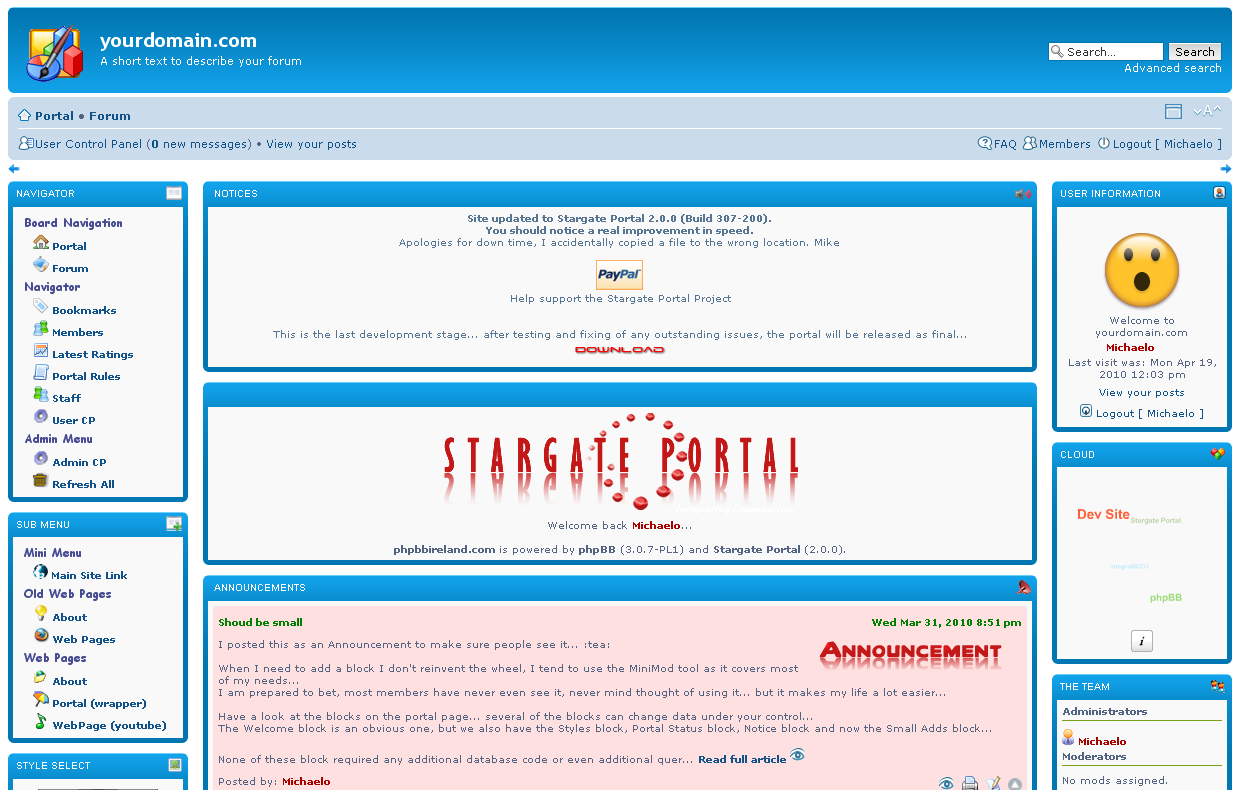 yourdomain.com
A short text to describe your forum
Search...
Search
Advanced search
Portal • Forum
A
User Control Panel (0 new messages) • View your posts
FAQ Members Logout [ Michaelo ]
NAVIGATOR
Board Navigation
Portal
Forum
Navigator
Bookmarks
Members
Latest Ratings
Portal Rules
Staff
User CP
Admin Menu
Admin CP
Refresh All
SUB MENU
Mini Menu
Main Site Link
Old Web Pages
About
Web Pages
Web Pages
About
Portal (wrapper)
WebPage (youtube)
STYLE SELECT
NOTICES
Site updated to Stargate Portal 2.0.0 (Build 307-200).
You should notice a real improvement in speed.
Apologies for down time, I accidentally copied a file to the wrong location. Mike
PayPal
Help support the Stargate Portal Project
This is the last development stage... after testing and fixing of any outstanding issues, the portal will be released as final...
DOWNLOAD
STARGATE PORTAL
Integrating Communities
Welcome back Michaelo...
phpbbireland.com is powered by phpBB (3.0.7-PL1) and Stargate Portal (2.0.0).
ANNOUNCEMENTS
Shoud be small
Wed Mar 31, 2010 8:51 pm
I posted this as an Announcement to make sure people see it... :tea:
ANNOUNCEMENT
When I need to add a block I don't reinvent the wheel, I tend to use the MiniMod tool as it covers most
of my needs...
I am prepared to bet, most members have never even see it, never mind thought of using it... but it makes my life a lot easier...
Have a look at the blocks on the portal page... several of the blocks can change data under your control...
The Welcome block is an obvious one, but we also have the Styles block, Portal Status block, Notice block and now the Small Adds block...
None of these block required any additional database code or even additional quer... Read full article
Posted by: Michaelo
USER INFORMATION
Welcome to
yourdomain.com
Michaelo
Last visit was: Mon Apr 19,
2010 12:03 pm
View your posts
Logout [ Michaelo ]
CLOUD
Dev Site
Stargate Portal
IntegraMOD
phpBB
i
THE TEAM
Administrators
Michaelo
Moderators
No mods assigned.